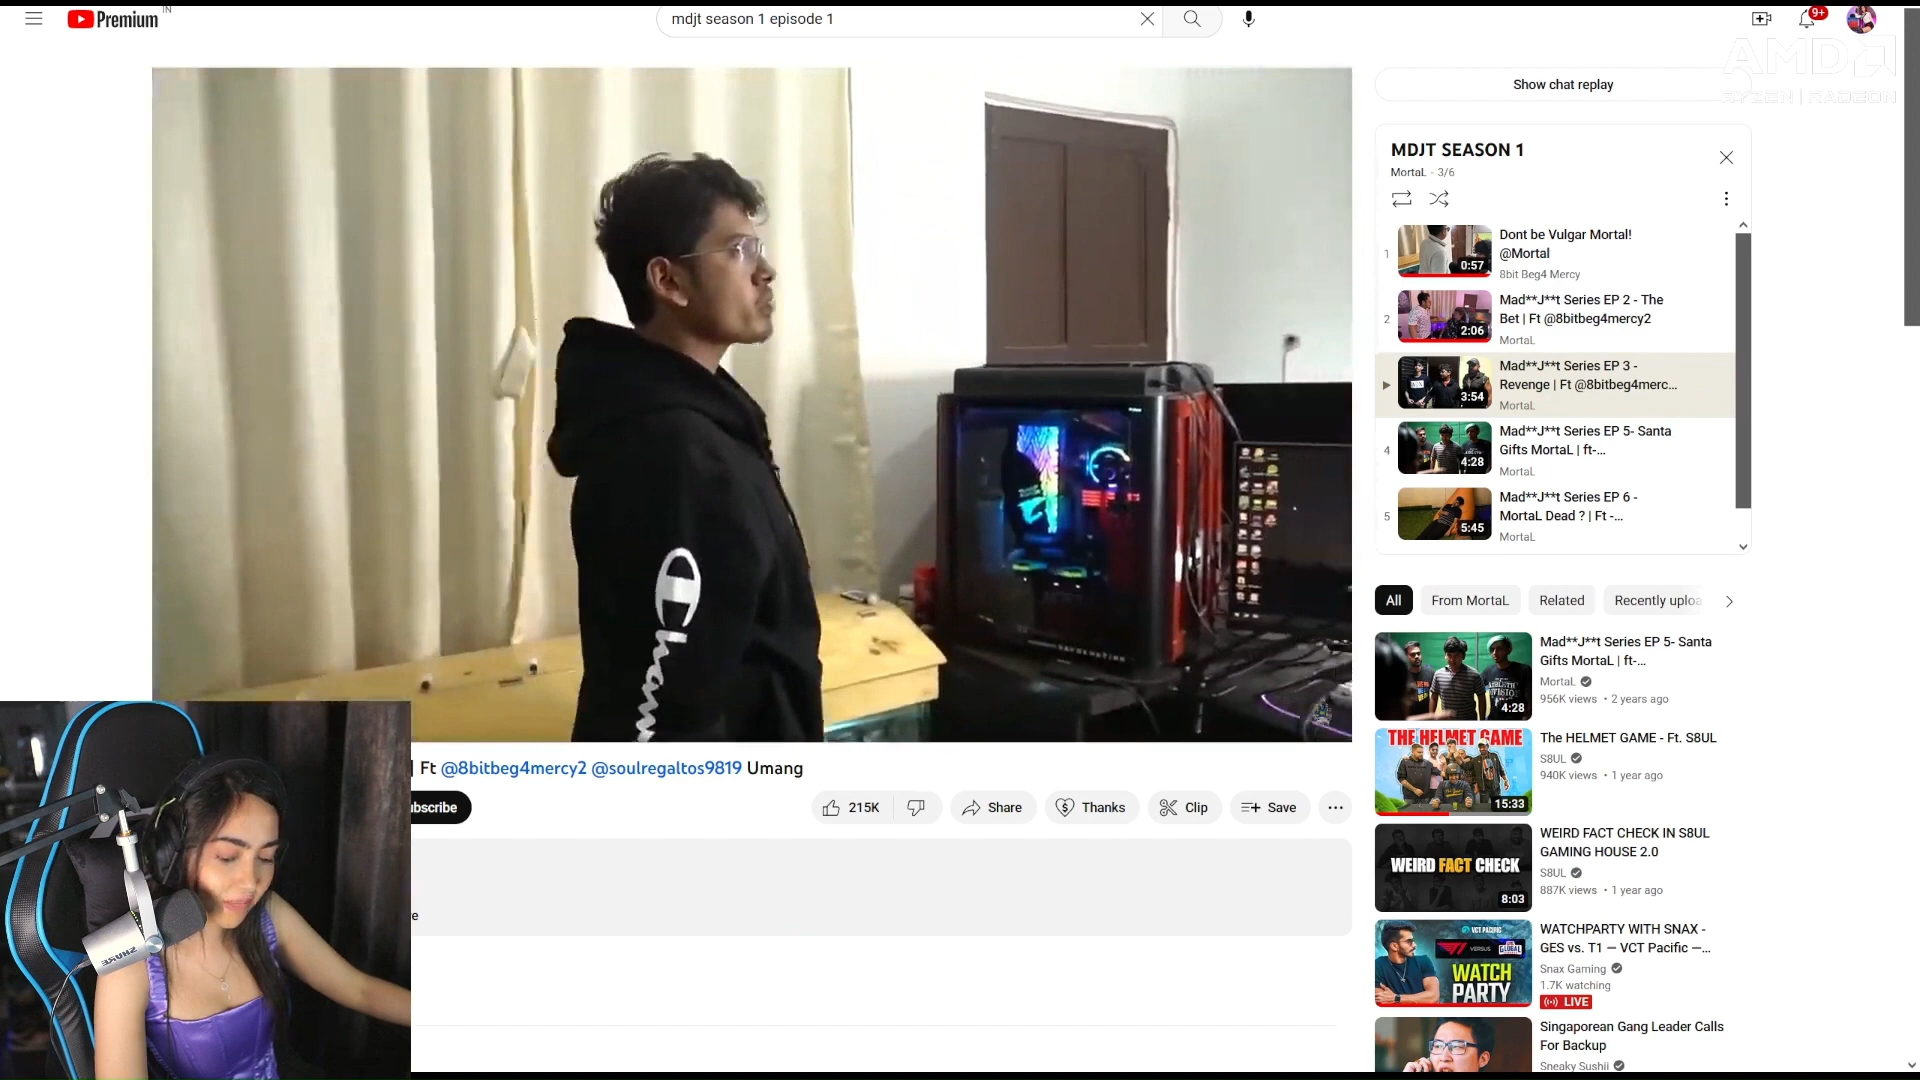 Premium
IN
mdjt season 1 episode 1
9+
AMD
RYZEN | RADEON
Show chat replay
MDJT SEASON 1
MortaL - 3/6
1
Dont be Vulgar Mortal!
@Mortal
0:57
8bit Beg4 Mercy
2
Mad**J**t Series EP 2 - The
Bet | Ft @8bitbeg4mercy2
2:06
MortaL
Mad**J**t Series EP 3 -
Revenge | Ft @8bitbeg4merc...
3:54
MortaL
4
Mad**J**t Series EP 5- Santa
Gifts MortaL | ft-...
4:28
MortaL
5
Mad**J**t Series EP 6 -
MortaL Dead ? | Ft -...
5:45
MortaL
Cham
All
From MortaL
Related
Recently uploa
Mad**J**t Series EP 5- Santa
Gifts MortaL | ft-...
MortaL
956K views • 2 years ago
4:28
THE HELMET GAME
15:33
The HELMET GAME - Ft. S8UL
S8UL
940K views • 1 year ago
WEIRD FACT CHECK
8:03
WEIRD FACT CHECK IN S8UL
GAMING HOUSE 2.0
S8UL
887K views • 1 year ago
VCT PACIFIC
VERSUS
WATCH
PARTY
WATCHPARTY WITH SNAX -
GES vs. T1 — VCT Pacific —...
Snax Gaming
1.7K watching
LIVE
Singaporean Gang Leader Calls
For Backup
Sneaky Sushii
| Ft @8bitbeg4mercy2 @soulregaltos9819 Umang
ubscribe
215K
Share
Thanks
Clip
Save
e
SHURE